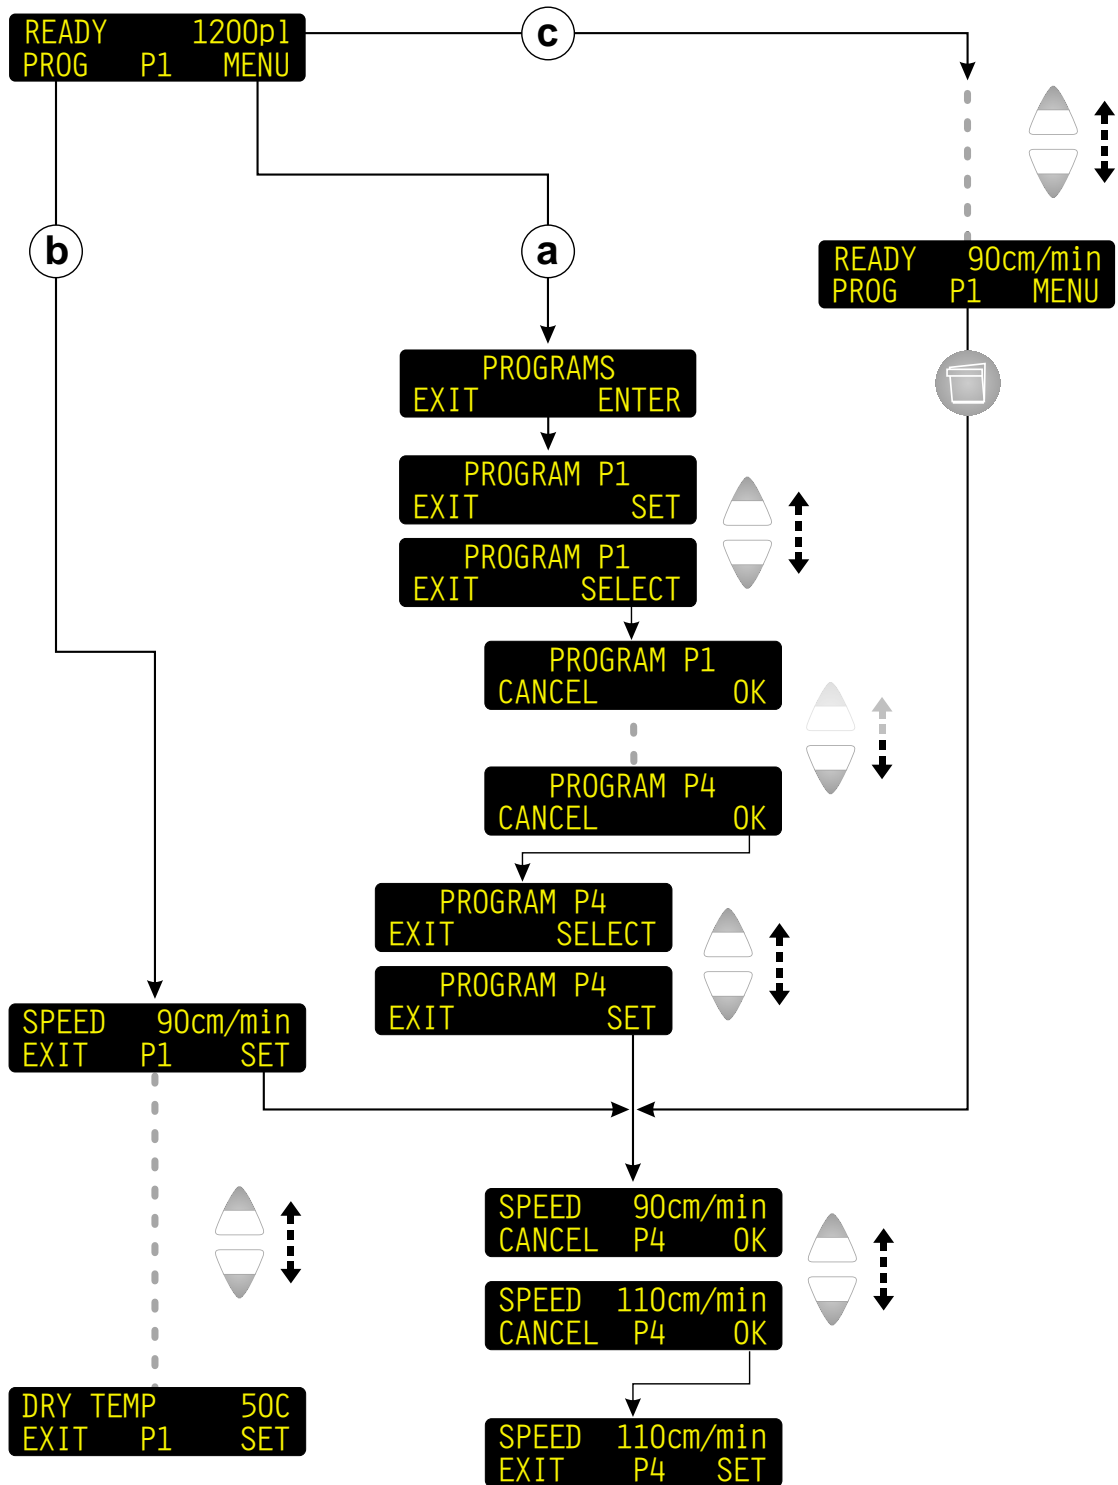 READY 1200pl
PROG P1 MENU
c
b
a
READY 90cm/min
PROG P1 MENU
PROGRAMS
EXIT ENTER
PROGRAM P1
EXIT SET
PROGRAM P1
EXIT SELECT
PROGRAM P1
CANCEL OK
PROGRAM P4
CANCEL OK
PROGRAM P4
EXIT SELECT
PROGRAM P4
EXIT SET
SPEED 90cm/min
EXIT P1 SET
SPEED 90cm/min
CANCEL P4 OK
SPEED 110cm/min
CANCEL P4 OK
DRY TEMP 50C
EXIT P1 SET
SPEED 110cm/min
EXIT P4 SET